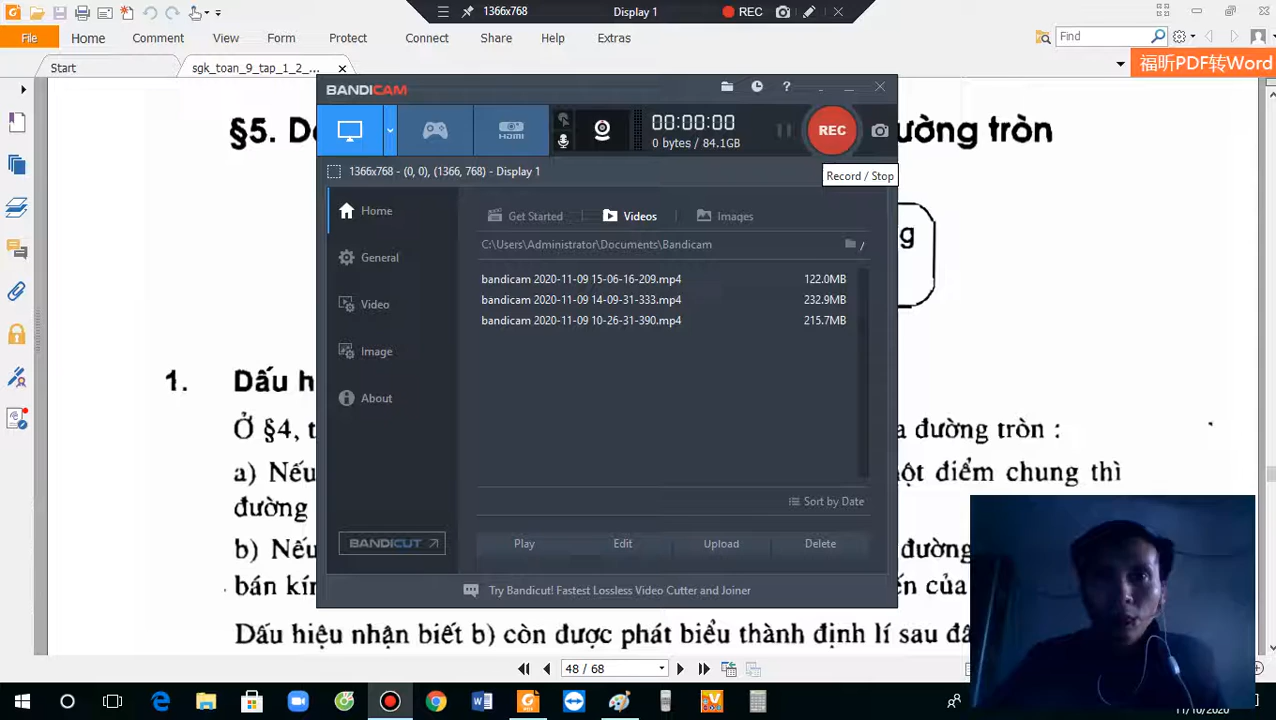 1366x768 Display 1 REC
File Home Comment View Form Protect Connect Share Help Extras Find
Start sgk_toan_9_tap_1_2_...
福昕PDF转Word
BANDICAM
§5.
ường tròn
HDMI
00:00:00
0 bytes / 84.1GB
REC
1366x768 - (0, 0), (1366, 768) - Display 1
Record / Stop
Home
General
Video
Image
About
Get Started Videos Images
C:\Users\Administrator\Documents\Bandicam
bandicam 2020-11-09 15-06-16-209.mp4 122.0MB
bandicam 2020-11-09 14-09-31-333.mp4 232.9MB
bandicam 2020-11-09 10-26-31-390.mp4 215.7MB
Sort by Date
BANDICUT
Play Edit Upload Delete
Try Bandicut! Fastest Lossless Video Cutter and Joiner
1. Dấu
Ở §4, đường tròn :
a) Nếu một điểm chung thì
đường
b) Nếu đường
bán của
Dấu hiệu nhận biết b) còn được phát biểu thành định lí sau
48 / 68
11/10/2020